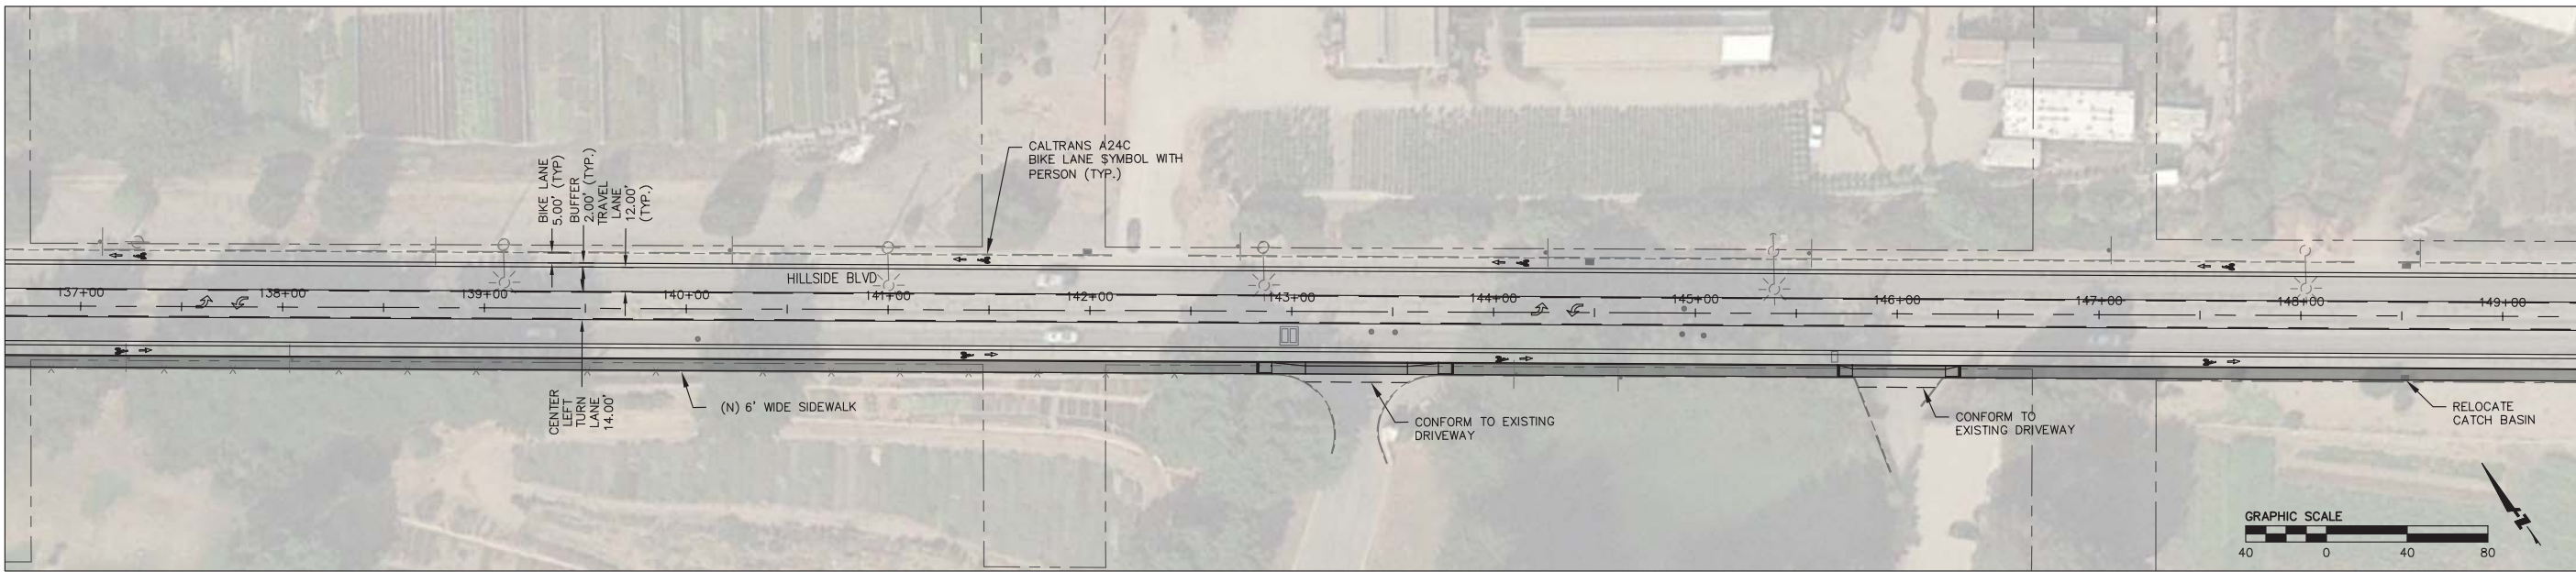 CALTRANS A24C
BIKE LANE SYMBOL WITH
PERSON (TYP.)
BIKE LANE
5.00' (TYP)
BUFFER
2.00' (TYP.)
TRAVEL
LANE
12.00'
(TYP.)
HILLSIDE BLVD
137+00
138+00
139+00
140+00
141+00
142+00
143+00
144+00
145+00
146+00
147+00
148+00
149+00
CENTER
LEFT
TURN
LANE
14.00'
(N) 6' WIDE SIDEWALK
CONFORM TO EXISTING
DRIVEWAY
CONFORM TO
EXISTING DRIVEWAY
RELOCATE
CATCH BASIN
GRAPHIC SCALE
40 0 40 80
N